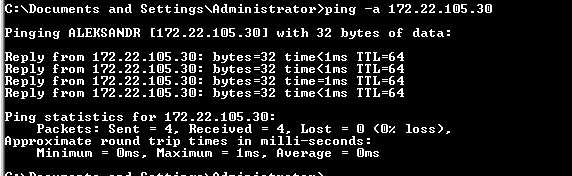 C:\Documents and Settings\Administrator>ping -a 172.22.105.30
Pinging ALEKSANDR [172.22.105.30] with 32 bytes of data:
Reply from 172.22.105.30: bytes=32 time<1ms TTL=64
Reply from 172.22.105.30: bytes=32 time<1ms TTL=64
Reply from 172.22.105.30: bytes=32 time<1ms TTL=64
Reply from 172.22.105.30: bytes=32 time<1ms TTL=64
Ping statistics for 172.22.105.30:
    Packets: Sent = 4, Received = 4, Lost = 0 (0% loss),
Approximate round trip times in milli-seconds:
    Minimum = 0ms, Maximum = 1ms, Average = 0ms
C:\Documents and Settings\Administrator>